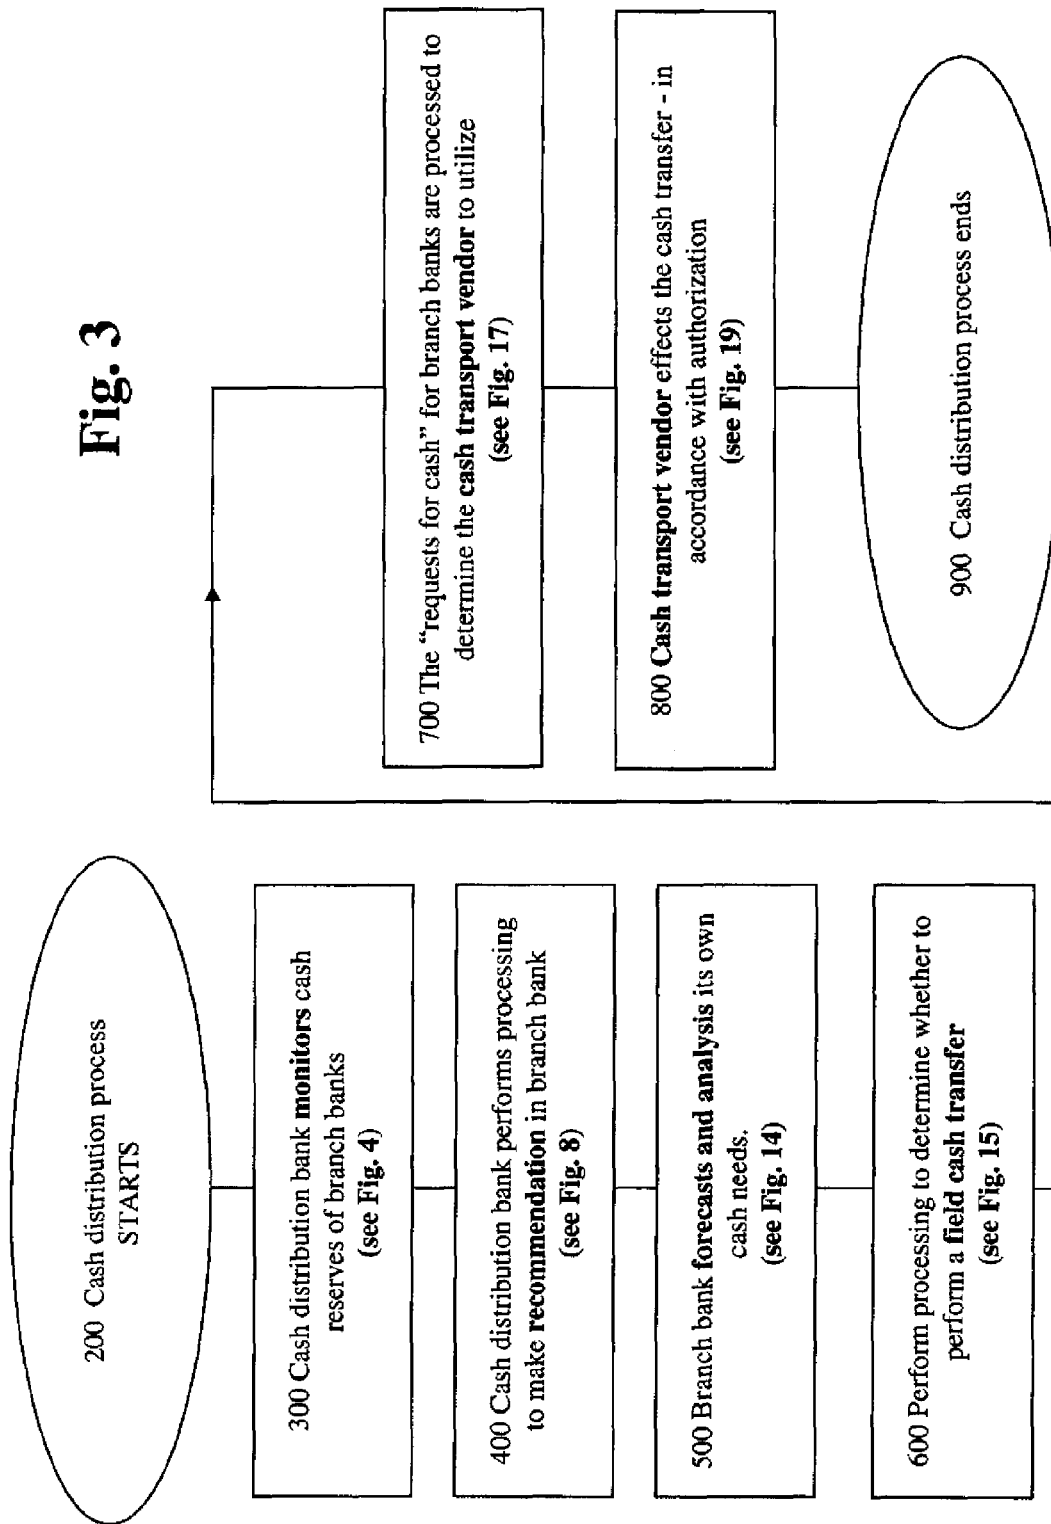 Fig. 3
200 Cash distribution process
STARTS
300 Cash distribution bank monitors cash
reserves of branch banks
(see Fig. 4)
400 Cash distribution bank performs processing
to make recommendation in branch bank
(see Fig. 8)
500 Branch bank forecasts and analysis its own
cash needs.
(see Fig. 14)
600 Perform processing to determine whether to
perform a field cash transfer
(see Fig. 15)
700 The “requests for cash” for branch banks are processed to
determine the cash transport vendor to utilize
(see Fig. 17)
800 Cash transport vendor effects the cash transfer - in
accordance with authorization
(see Fig. 19)
900 Cash distribution process ends